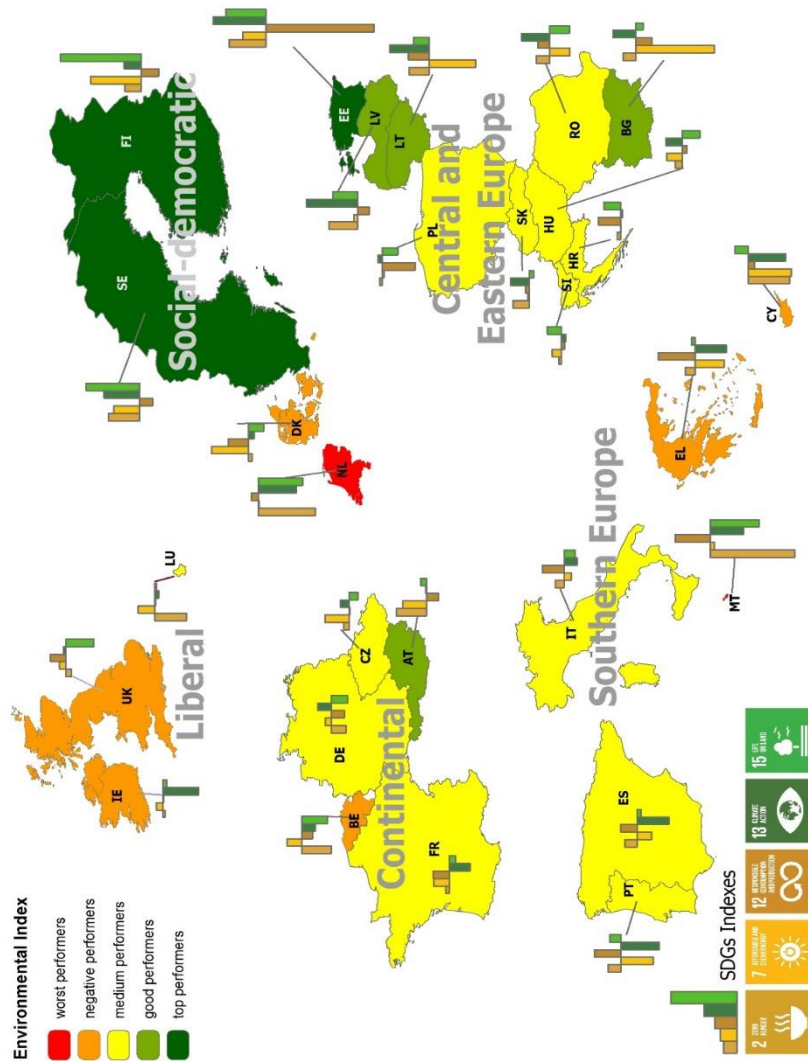 Environmental Index
worst performers
negative performers
medium performers
good performers
top performers
IE
UK
LU
Liberal
SE
FI
Social-democratic
DK
NL
EE
LV
LT
PL
Central and
Eastern Europe
SK
HU
RO
SI
HR
BG
DE
CZ
BE
AT
FR
Continental
PT
ES
IT
MT
EL
CY
Southern Europe
SDGs Indexes
2 ZERO
HUNGER
7 AFFORDABLE AND
CLEAN ENERGY
12 RESPONSIBLE
CONSUMPTION
AND PRODUCTION
13 CLIMATE
ACTION
15 LIFE
ON LAND